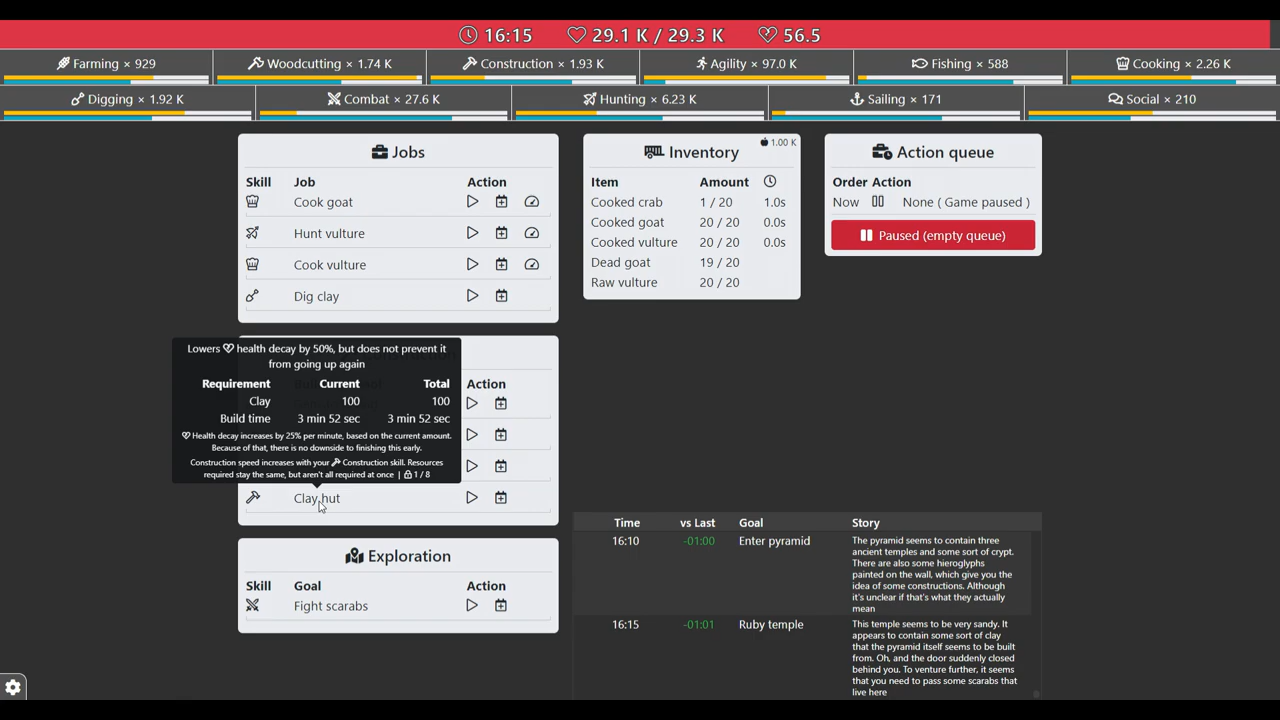 16:15 29.1 K / 29.3 K 56.5
Farming × 929 Woodcutting × 1.74 K Construction × 1.93 K Agility × 97.0 K Fishing × 588 Cooking × 2.26 K
Digging × 1.92 K Combat × 27.6 K Hunting × 6.23 K Sailing × 171 Social × 210
Jobs
Skill Job Action
Cook goat
Hunt vulture
Cook vulture
Dig clay
Lowers health decay by 50%, but does not prevent it
from going up again
Requirement Current Total
Clay 100 100
Build time 3 min 52 sec 3 min 52 sec
Health decay increases by 25% per minute, based on the current amount.
Because of that, there is no downside to finishing this early.
Construction speed increases with your Construction skill. Resources
required stay the same, but aren't all required at once | 1 / 8
Action
Clay hut
Exploration
Skill Goal Action
Fight scarabs
Inventory 1.00 K
Item Amount
Cooked crab 1 / 20 1.0s
Cooked goat 20 / 20 0.0s
Cooked vulture 20 / 20 0.0s
Dead goat 19 / 20
Raw vulture 20 / 20
Action queue
Order Action
Now None ( Game paused )
Paused (empty queue)
Time vs Last Goal Story
16:10 -01:00 Enter pyramid The pyramid seems to contain three
ancient temples and some sort of crypt.
There are also some hieroglyphs
painted on the wall, which give you the
idea of some constructions. Although
it's unclear if that's what they actually
mean
16:15 -01:01 Ruby temple This temple seems to be very sandy. It
appears to contain some sort of clay
that the pyramid itself seems to be built
from. Oh, and the door suddenly closed
behind you. To venture further, it seems
that you need to pass some scarabs that
live here